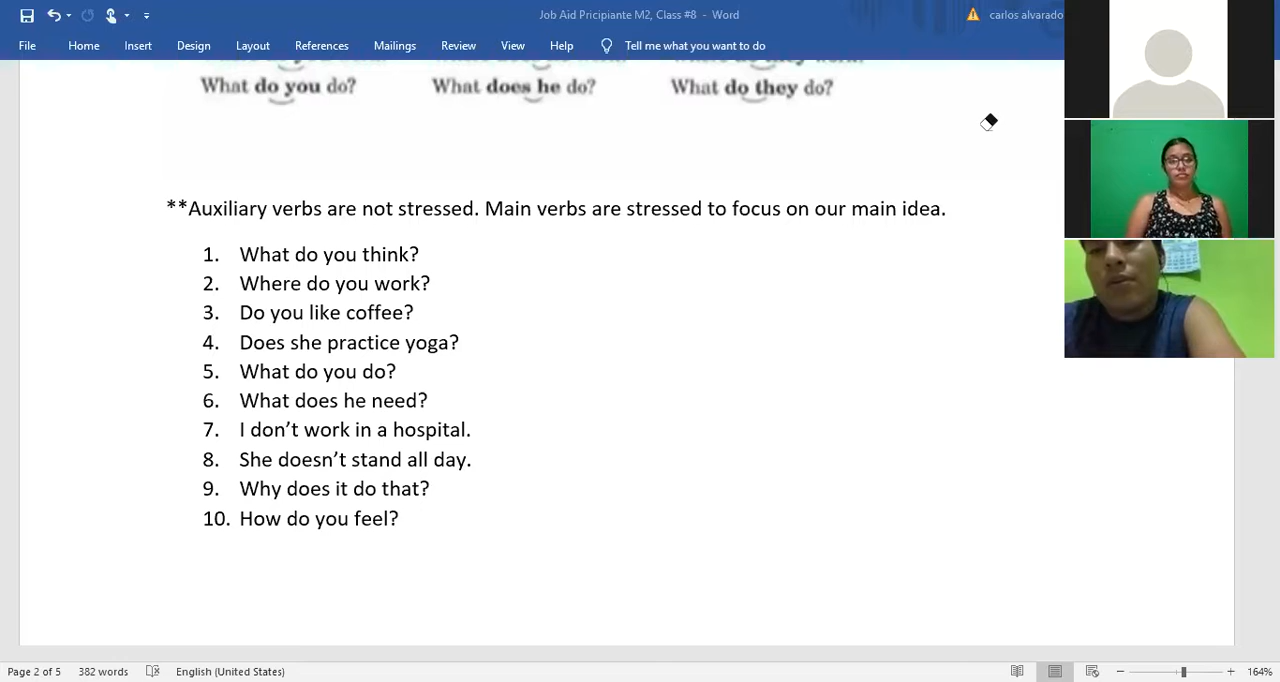 Job Aid Pricipiante M2, Class #8 - Word
carlos alvarado
File Home Insert Design Layout References Mailings Review View Help Tell me what you want to do
What do you do? What does he do? What do they do?
**Auxiliary verbs are not stressed. Main verbs are stressed to focus on our main idea.
1. What do you think?
2. Where do you work?
3. Do you like coffee?
4. Does she practice yoga?
5. What do you do?
6. What does he need?
7. I don’t work in a hospital.
8. She doesn’t stand all day.
9. Why does it do that?
10. How do you feel?
Page 2 of 5 382 words English (United States) 164%